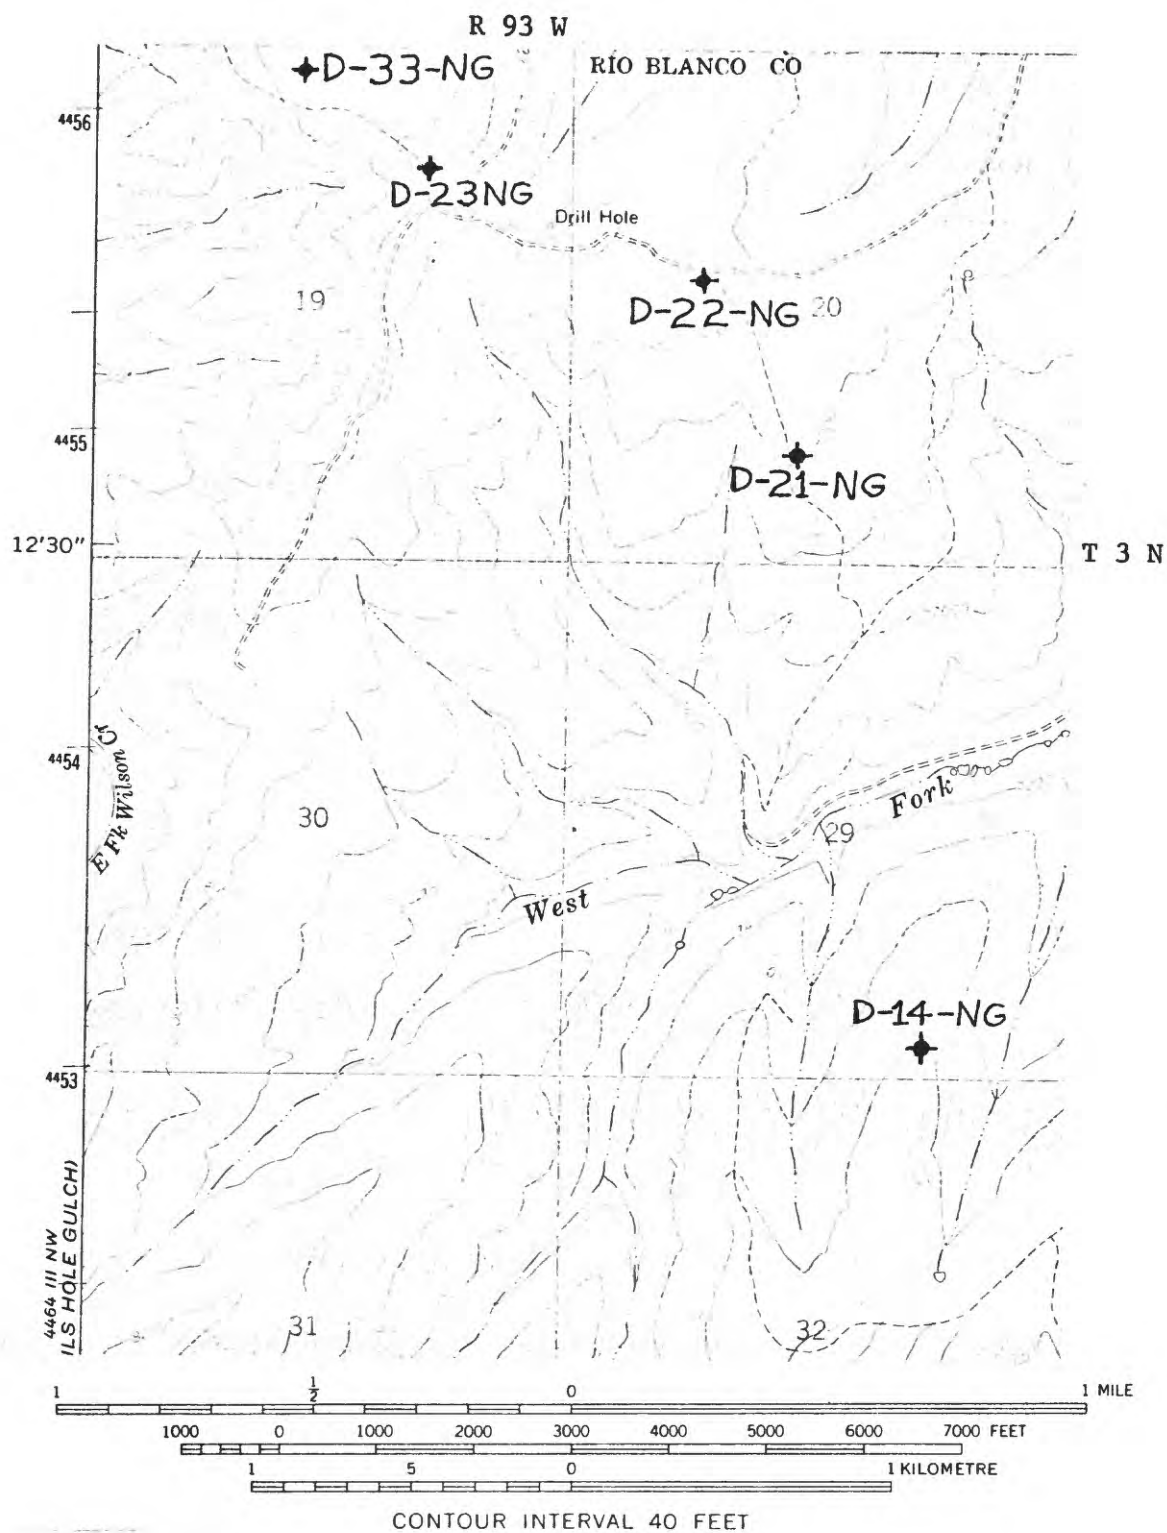 R 93 W
D-33-NG
RÍO BLANCO CO
4456
D-23NG
Drill Hole
19
D-22-NG
20
4455
D-21-NG
12'30"
T 3 N
4454
E Fk Wilson Cr
30
Fork
29
West
D-14-NG
4453
4464 III NW
ILS HOLE GULCH)
31
32
1 ½ 0 1 MILE
1000 0 1000 2000 3000 4000 5000 6000 7000 FEET
1 5 0 1 KILOMETRE
CONTOUR INTERVAL 40 FEET